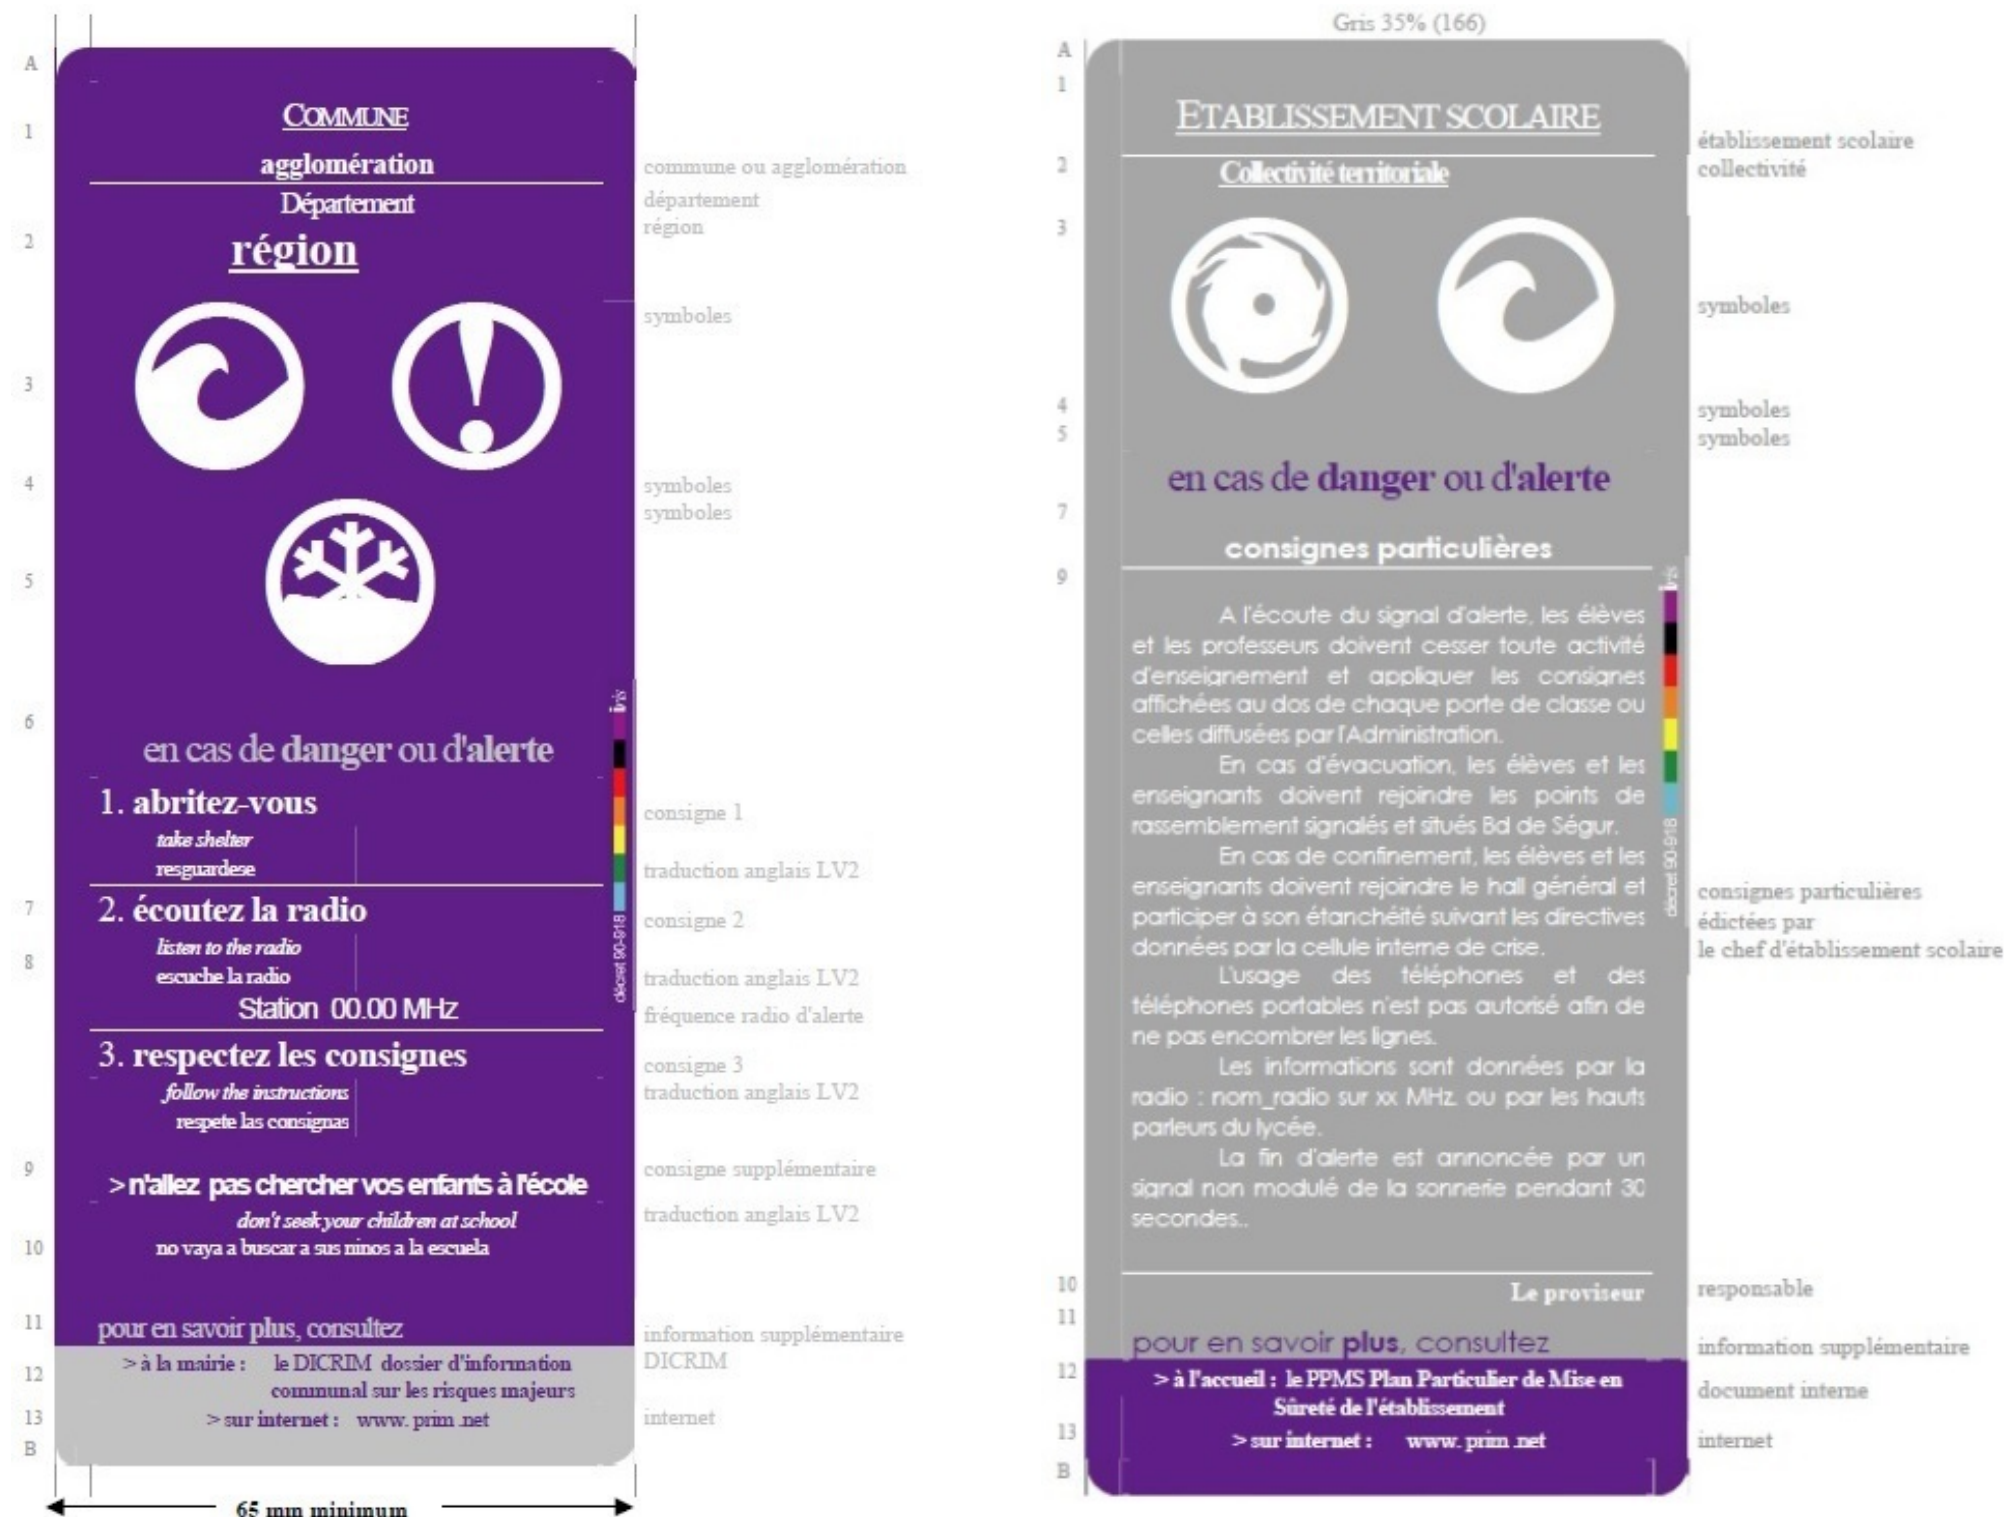 A
1
COMMUNE
agglomération
commune ou agglomération
Département
département
2
région
région
symboles
3
4
symboles
symboles
5
6
en cas de danger ou d'alerte
iris
1. abritez-vous
consigne 1
take shelter
resguardese
traduction anglais LV2
7
2. écoutez la radio
consigne 2
listen to the radio
8
escuche la radio
traduction anglais LV2
décret 90-918
Station 00.00 MHz
fréquence radio d'alerte
3. respectez les consignes
consigne 3
follow the instructions
traduction anglais LV2
respete las consignas
9
consigne supplémentaire
> n'allez pas chercher vos enfants à l'école
don't seek your children at school
traduction anglais LV2
10
no vaya a buscar a sus ninos a la escuela
11
pour en savoir plus, consultez
information supplémentaire
> à la mairie : le DICRIM dossier d'information
DICRIM
12
communal sur les risques majeurs
13
> sur internet : www. prim .net
internet
B
65 mm minimum
Gris 35% (166)
A
1
ETABLISSEMENT SCOLAIRE
établissement scolaire
2
Collectivité territoriale
collectivité
3
symboles
4
symboles
5
symboles
en cas de danger ou d'alerte
7
consignes particulières
9
iris
A l'écoute du signal d'alerte, les élèves
et les professeurs doivent cesser toute activité
d'enseignement et appliquer les consignes
affichées au dos de chaque porte de classe ou
celles diffusées par l'Administration.
En cas d'évacuation, les élèves et les
enseignants doivent rejoindre les points de
rassemblement signalés et situés Bd de Ségur.
En cas de confinement, les élèves et les
enseignants doivent rejoindre le hall général et
participer à son étanchéité suivant les directives
données par la cellule interne de crise.
décret 90-918
consignes particulières
édictées par
le chef d'établissement scolaire
L'usage des téléphones et des
téléphones portables n'est pas autorisé afin de
ne pas encombrer les lignes.
Les informations sont données par la
radio : nom_radio sur xx MHz. ou par les hauts
parleurs du lycée.
La fin d'alerte est annoncée par un
signal non modulé de la sonnerie pendant 30
secondes..
10
Le proviseur
responsable
11
pour en savoir plus, consultez
information supplémentaire
12
> à l'accueil : le PPMS Plan Particulier de Mise en
Sûreté de l'établissement
document interne
13
> sur internet : www. prim .net
internet
B